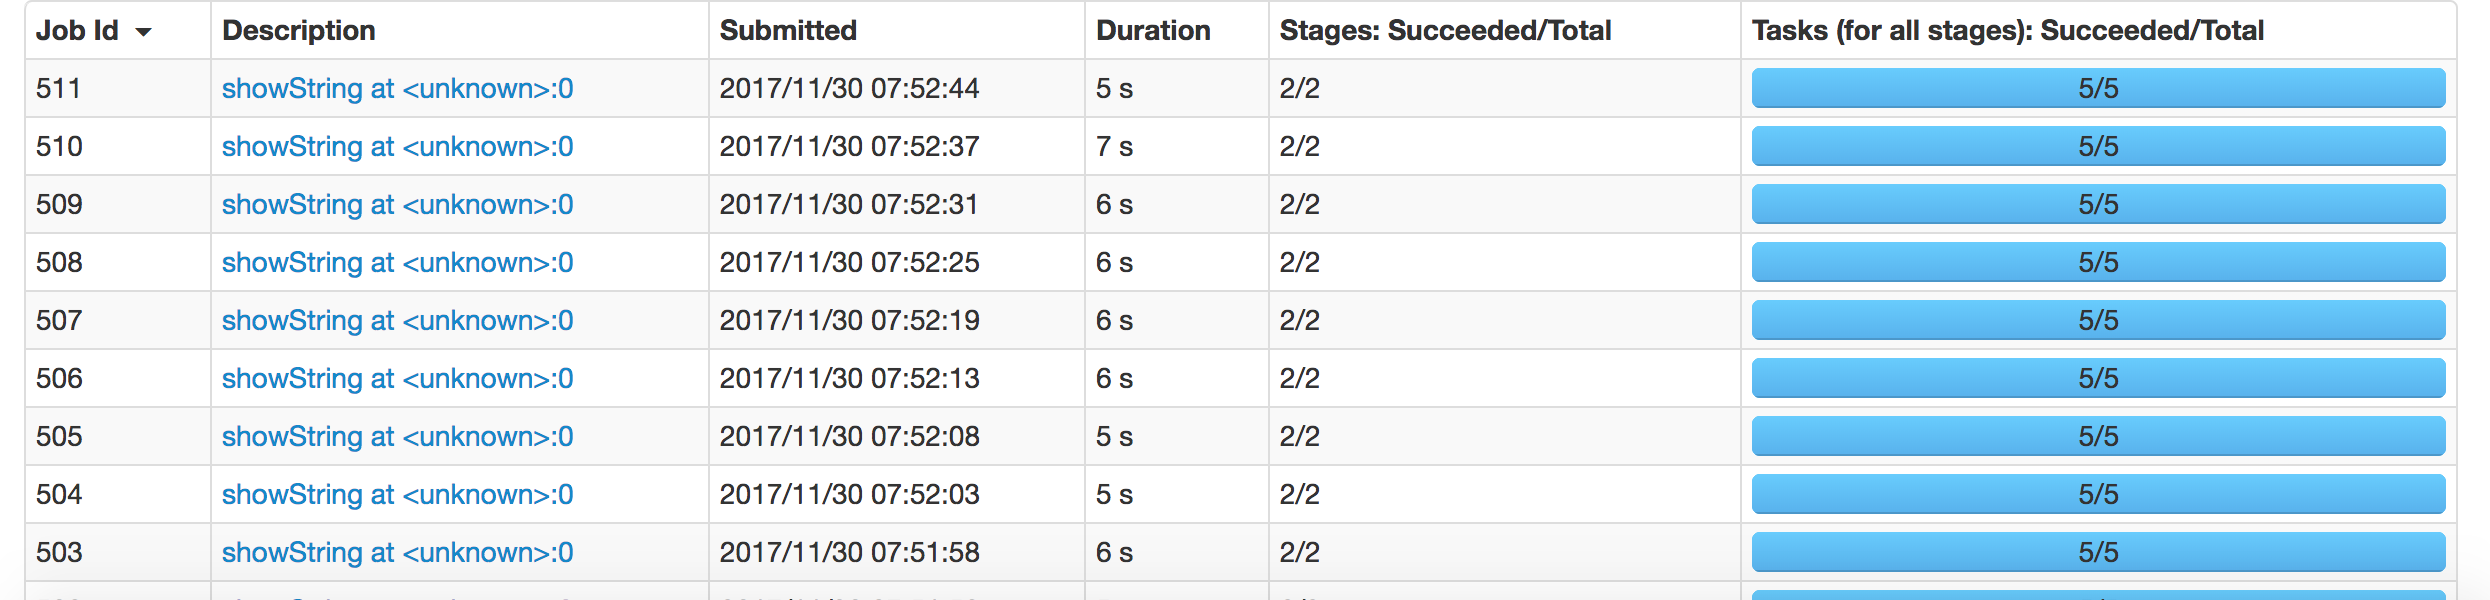 Job Id Description Submitted Duration Stages: Succeeded/Total Tasks (for all stages): Succeeded/Total
511 showString at <unknown>:0 2017/11/30 07:52:44 5 s 2/2 5/5
510 showString at <unknown>:0 2017/11/30 07:52:37 7 s 2/2 5/5
509 showString at <unknown>:0 2017/11/30 07:52:31 6 s 2/2 5/5
508 showString at <unknown>:0 2017/11/30 07:52:25 6 s 2/2 5/5
507 showString at <unknown>:0 2017/11/30 07:52:19 6 s 2/2 5/5
506 showString at <unknown>:0 2017/11/30 07:52:13 6 s 2/2 5/5
505 showString at <unknown>:0 2017/11/30 07:52:08 5 s 2/2 5/5
504 showString at <unknown>:0 2017/11/30 07:52:03 5 s 2/2 5/5
503 showString at <unknown>:0 2017/11/30 07:51:58 6 s 2/2 5/5